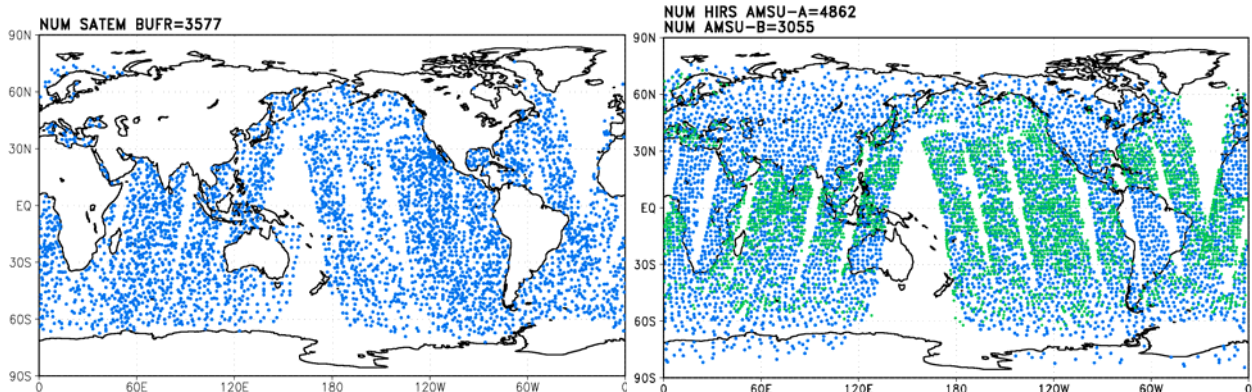 NUM SATEM BUFR=3577
90N
60N
30N
EQ
30S
60S
90S
0
60E
120E
180
120W
60W
0
NUM HIRS AMSU-A=4862
NUM AMSU-B=3055
90N
60N
30N
EQ
30S
60S
90S
0
60E
120E
180
120W
60W
0